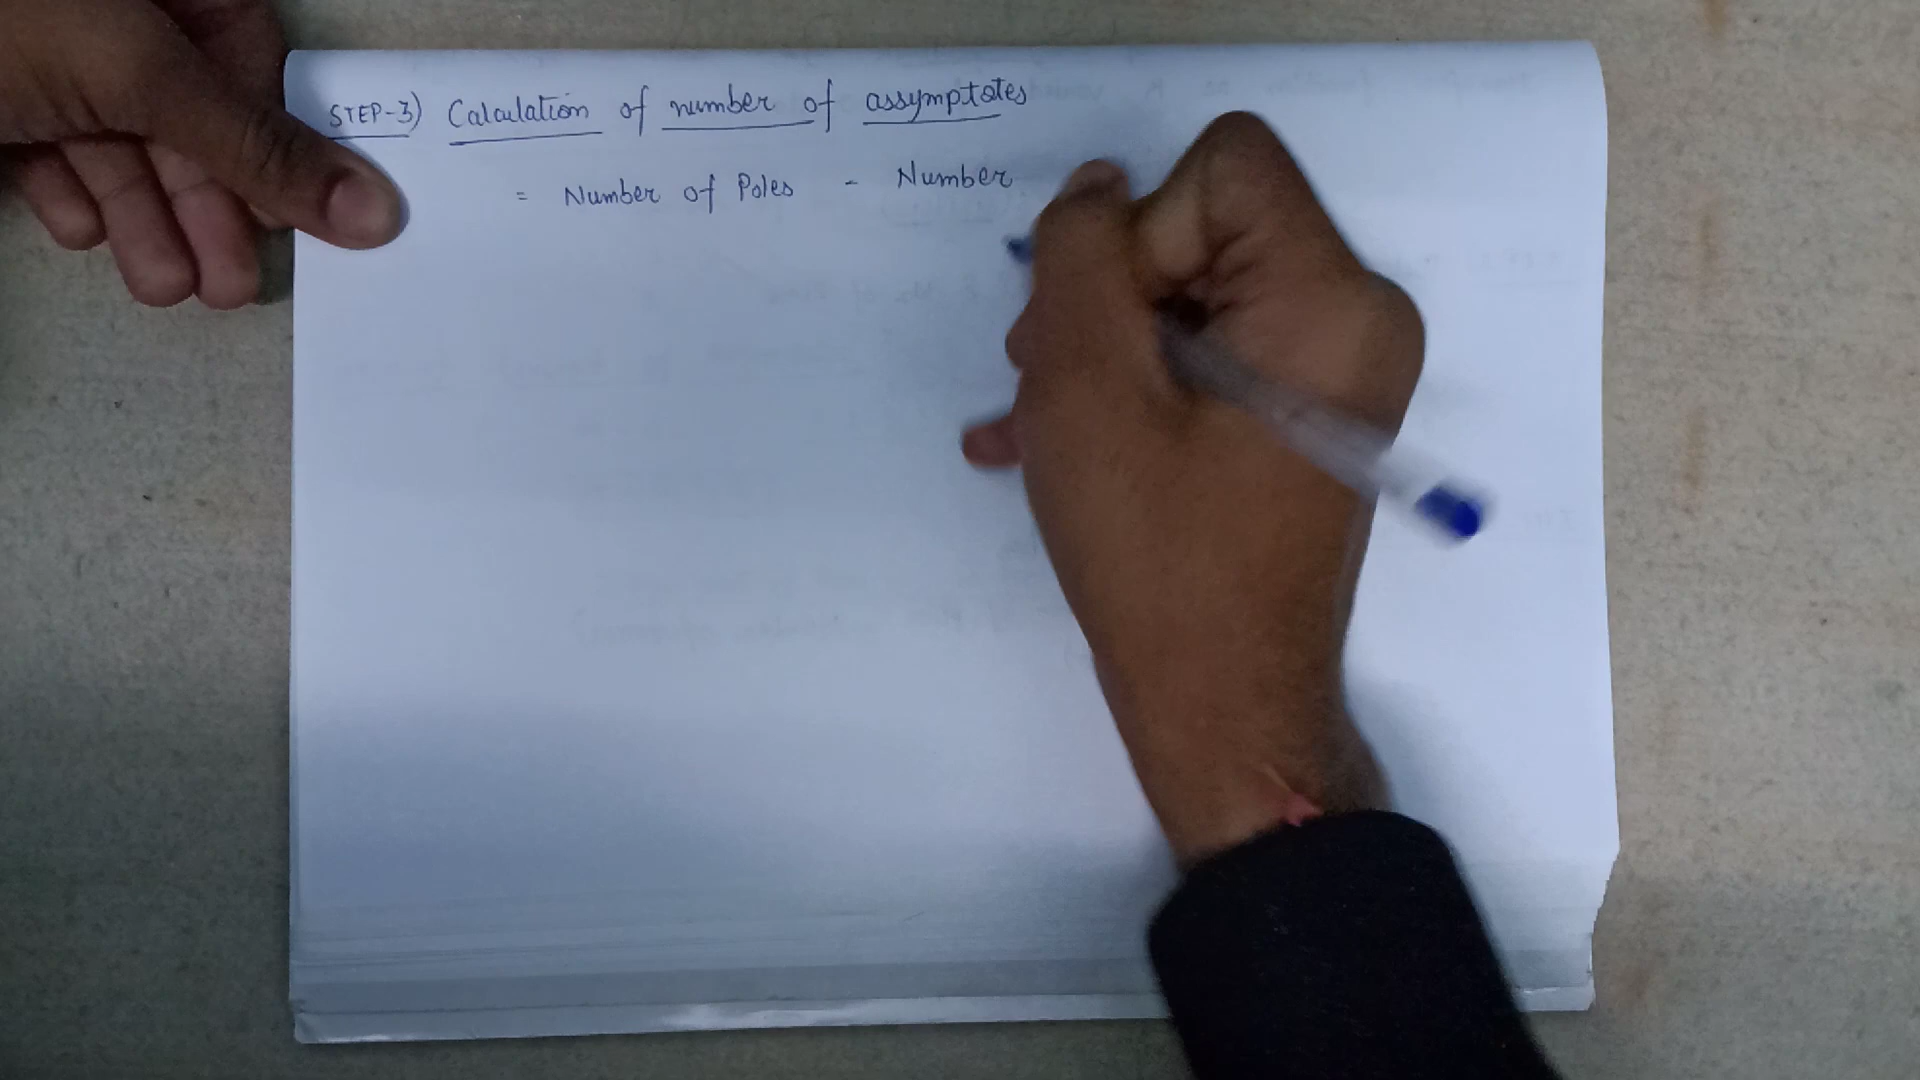 STEP-3) Calculation of number of assymptotes
= Number of Poles - Number